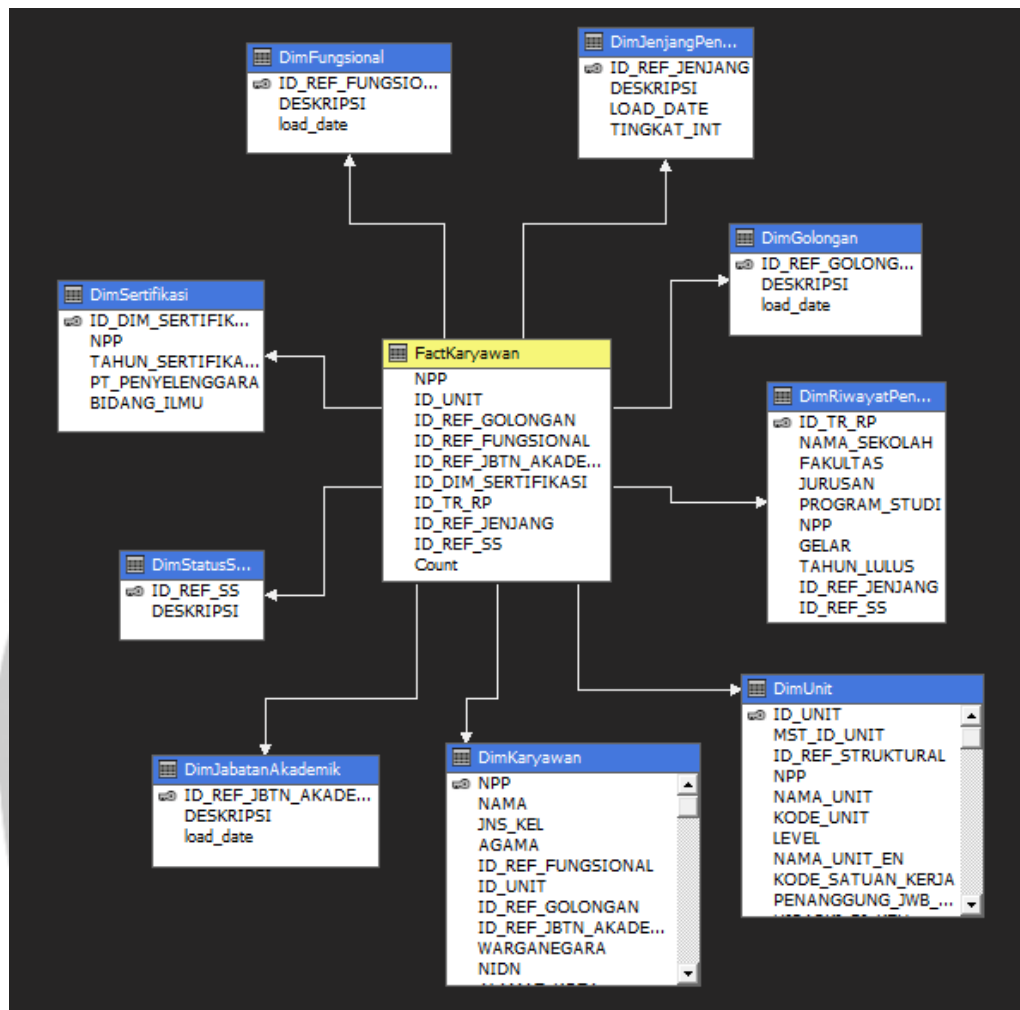 DimFungsional
ID_REF_FUNGSIO...
DESKRIPSI
load_date
DimJenjangPen...
ID_REF_JENJANG
DESKRIPSI
LOAD_DATE
TINGKAT_INT
DimGolongan
ID_REF_GOLONG...
DESKRIPSI
load_date
DimSertifikasi
ID_DIM_SERTIFIK...
NPP
TAHUN_SERTIFIKA...
PT_PENYELENGGARA
BIDANG_ILMU
FactKaryawan
NPP
ID_UNIT
ID_REF_GOLONGAN
ID_REF_FUNGSIONAL
ID_REF_JBTN_AKADE...
ID_DIM_SERTIFIKASI
ID_TR_RP
ID_REF_JENJANG
ID_REF_SS
Count
DimRiwayatPen...
ID_TR_RP
NAMA_SEKOLAH
FAKULTAS
JURUSAN
PROGRAM_STUDI
NPP
GELAR
TAHUN_LULUS
ID_REF_JENJANG
ID_REF_SS
DimStatusS...
ID_REF_SS
DESKRIPSI
DimJabatanAkademik
ID_REF_JBTN_AKADE...
DESKRIPSI
load_date
DimKaryawan
NPP
NAMA
JNS_KEL
AGAMA
ID_REF_FUNGSIONAL
ID_UNIT
ID_REF_GOLONGAN
ID_REF_JBTN_AKADE...
WARGANEGARA
NIDN
DimUnit
ID_UNIT
MST_ID_UNIT
ID_REF_STRUKTURAL
NPP
NAMA_UNIT
KODE_UNIT
LEVEL
NAMA_UNIT_EN
KODE_SATUAN_KERJA
PENANGGUNG_JWB_...